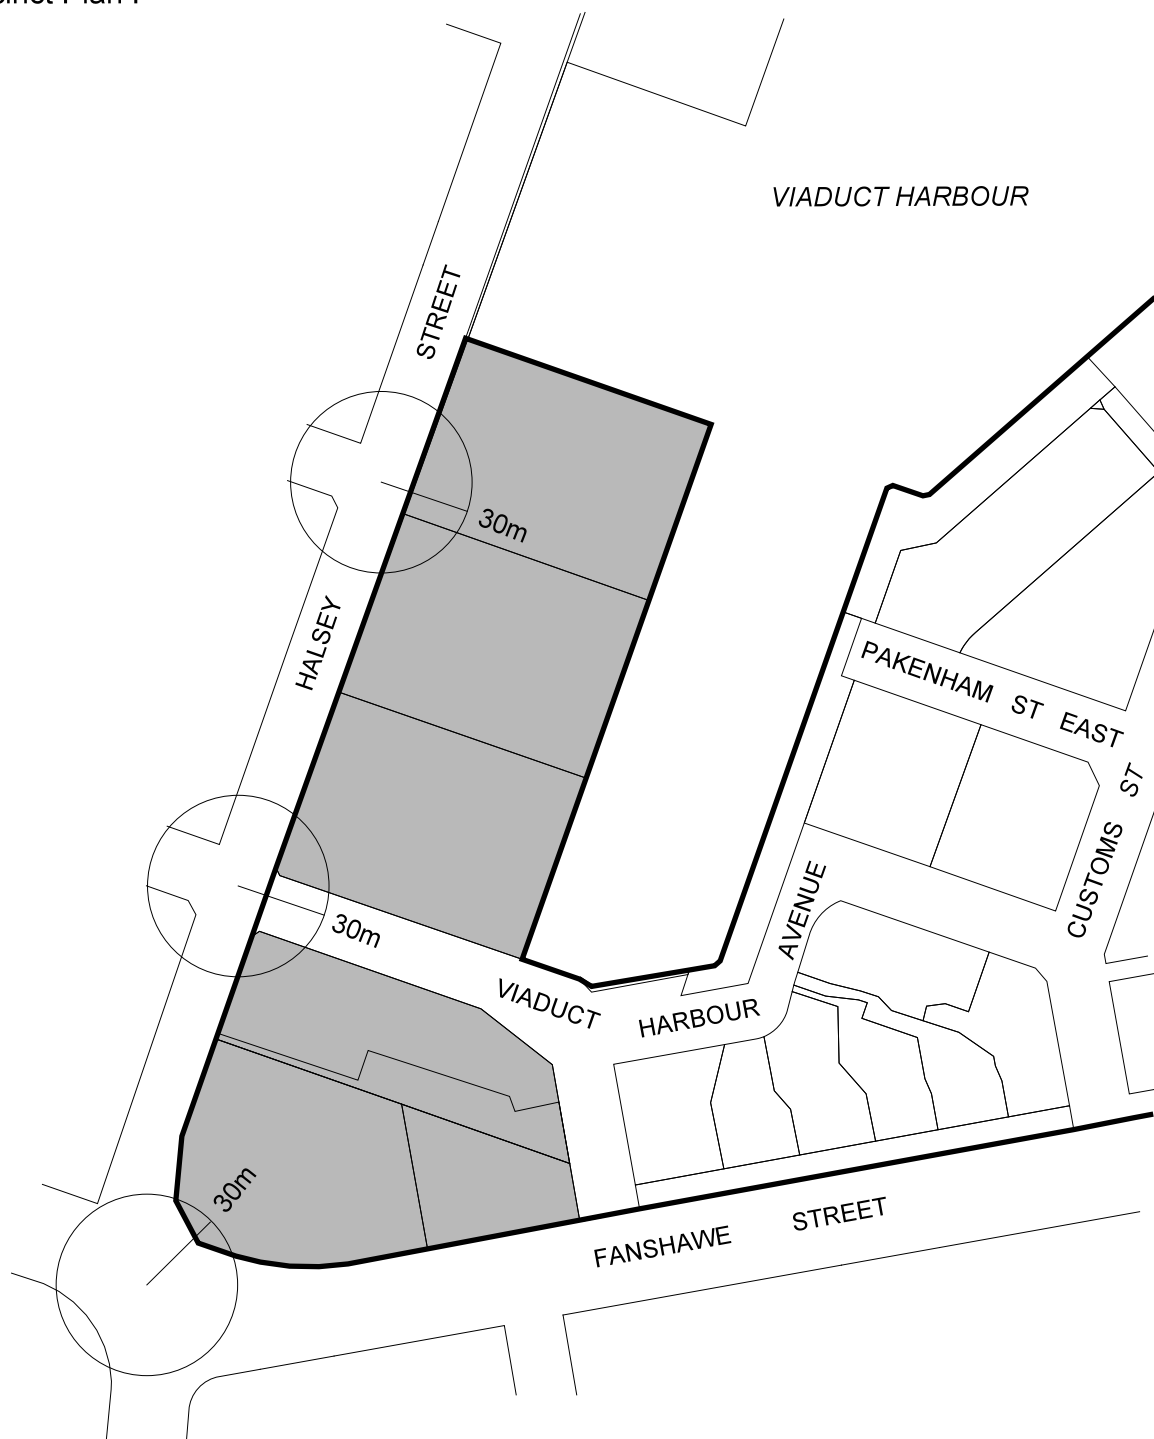 VIADUCT HARBOUR
STREET
30m
HALSEY
PAKENHAM ST EAST
CUSTOMS ST
AVENUE
30m
VIADUCT HARBOUR
30m
FANSHAWE STREET